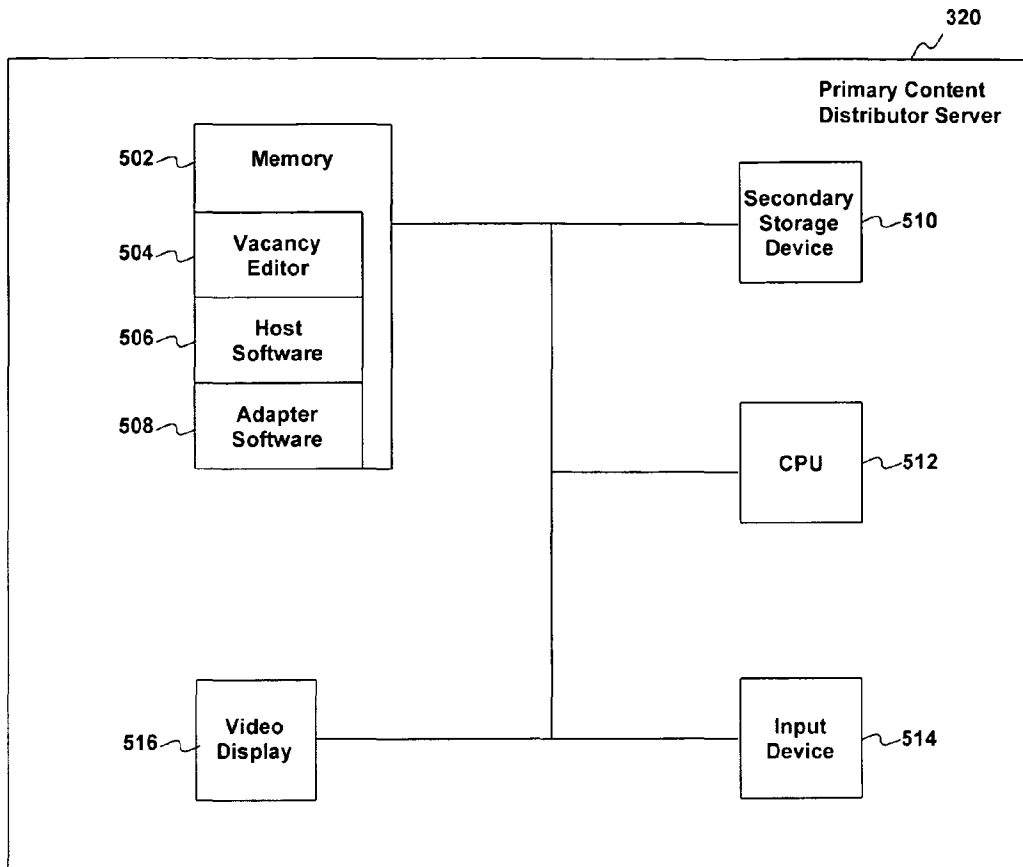 320
Primary Content
Distributor Server
502
Memory
504
Vacancy
Editor
506
Host
Software
508
Adapter
Software
Secondary
Storage
Device
510
CPU
512
516
Video
Display
Input
Device
514